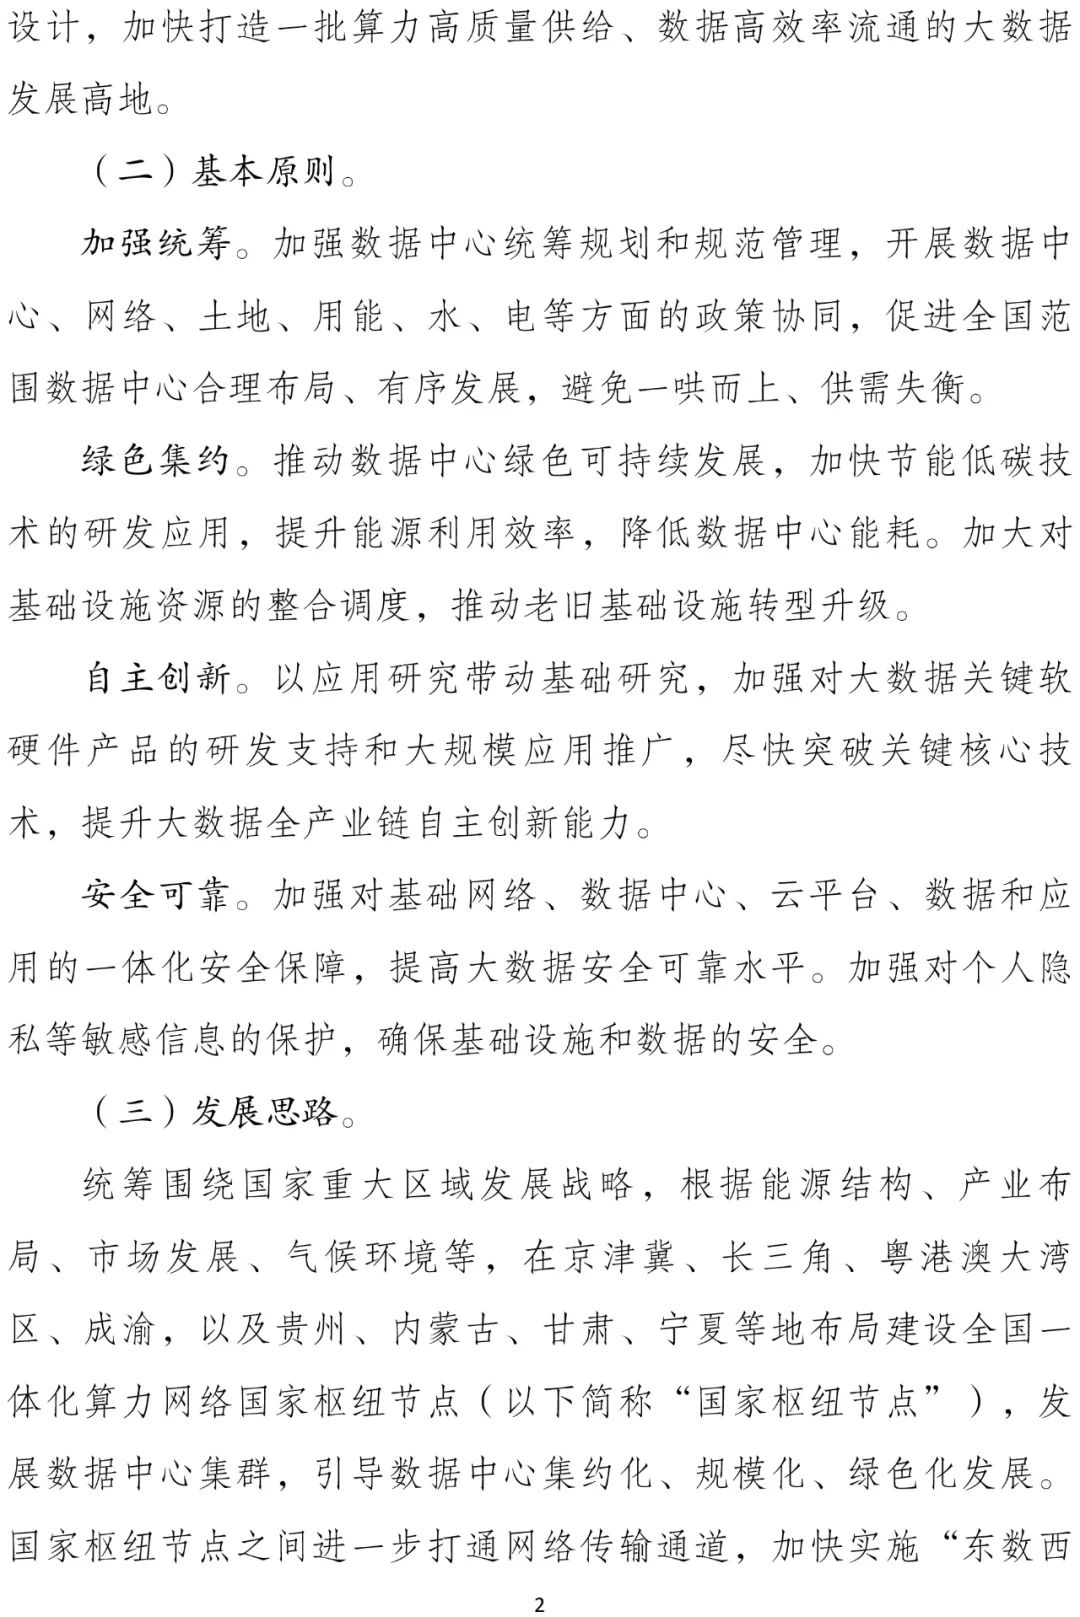 设计，加快打造一批算力高质量供给、数据高效率流通的大数据
发展高地。
（二）基本原则。
加强统筹。加强数据中心统筹规划和规范管理，开展数据中
心、网络、土地、用能、水、电等方面的政策协同，促进全国范
围数据中心合理布局、有序发展，避免一哄而上、供需失衡。
绿色集约。推动数据中心绿色可持续发展，加快节能低碳技
术的研发应用，提升能源利用效率，降低数据中心能耗。加大对
基础设施资源的整合调度，推动老旧基础设施转型升级。
自主创新。以应用研究带动基础研究，加强对大数据关键软
硬件产品的研发支持和大规模应用推广，尽快突破关键核心技
术，提升大数据全产业链自主创新能力。
安全可靠。加强对基础网络、数据中心、云平台、数据和应
用的一体化安全保障，提高大数据安全可靠水平。加强对个人隐
私等敏感信息的保护，确保基础设施和数据的安全。
（三）发展思路。
统筹围绕国家重大区域发展战略，根据能源结构、产业布
局、市场发展、气候环境等，在京津冀、长三角、粤港澳大湾
区、成渝，以及贵州、内蒙古、甘肃、宁夏等地布局建设全国一
体化算力网络国家枢纽节点（以下简称“国家枢纽节点”），发
展数据中心集群，引导数据中心集约化、规模化、绿色化发展。
国家枢纽节点之间进一步打通网络传输通道，加快实施“东数西
2